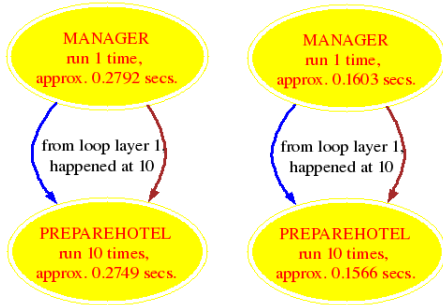 MANAGER
run 1 time,
approx. 0.2792 secs.
from loop layer 1,
happened at 10
PREPAREHOTEL
run 10 times,
approx. 0.2749 secs.
MANAGER
run 1 time,
approx. 0.1603 secs.
from loop layer 1,
happened at 10
PREPAREHOTEL
run 10 times,
approx. 0.1566 secs.